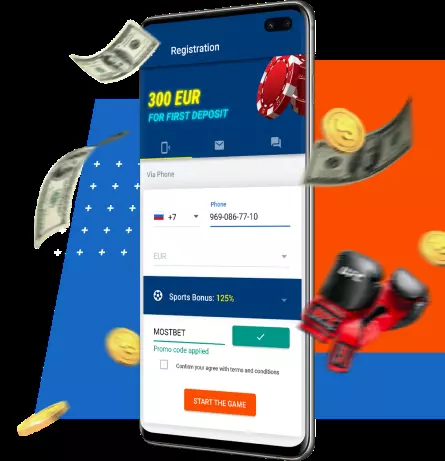 Registration
300 EUR
FOR FIRST DEPOSIT
Via Phone
Phone
+7
969-086-77-10
EUR
Sports Bonus: 125%
MOSTBET
Promo code applied
Confirm your agree with terms and conditions
START THE GAME